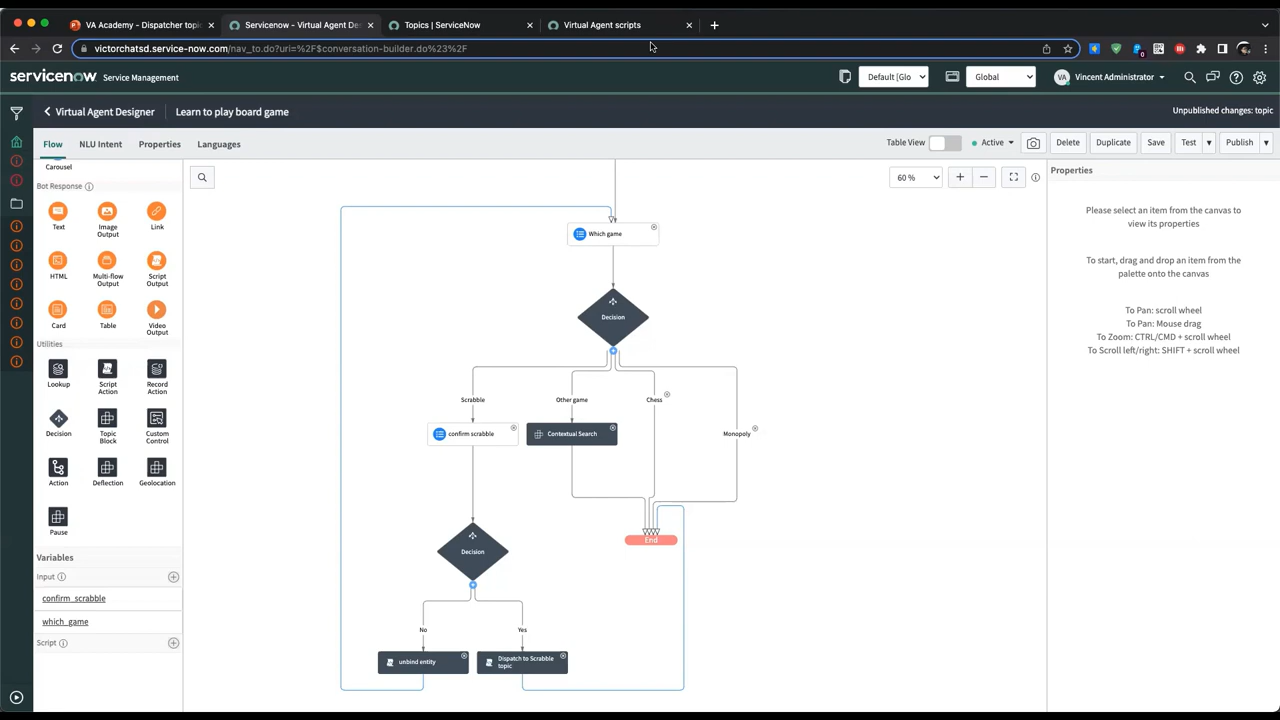 VA Academy - Dispatcher topic
Servicenow - Virtual Agent De
Topics | ServiceNow
Virtual Agent scripts
victorchatsd.service-now.com/nav_to.do?uri=%2F$conversation-builder.do%23%2F
servicenow Service Management
Default [Glo
Global
VA Vincent Administrator
Virtual Agent Designer
Learn to play board game
Unpublished changes: topic
Flow
NLU Intent
Properties
Languages
Table View
Active
Delete
Duplicate
Save
Test
Publish
Carousel
Bot Response
Text
Image Output
Link
HTML
Multi-flow Output
Script Output
Card
Table
Video Output
Utilities
Lookup
Script Action
Record Action
Decision
Topic Block
Custom Control
Action
Deflection
Geolocation
Pause
Variables
Input
confirm_scrabble
which_game
Script
60 %
Which game
Decision
Scrabble
Other game
Chess
Monopoly
confirm scrabble
Contextual Search
End
Decision
No
Yes
unbind entity
Dispatch to Scrabble
topic
Properties
Please select an item from the canvas to
view its properties
To start, drag and drop an item from the
palette onto the canvas
To Pan: scroll wheel
To Pan: Mouse drag
To Zoom: CTRL/CMD + scroll wheel
To Scroll left/right: SHIFT + scroll wheel